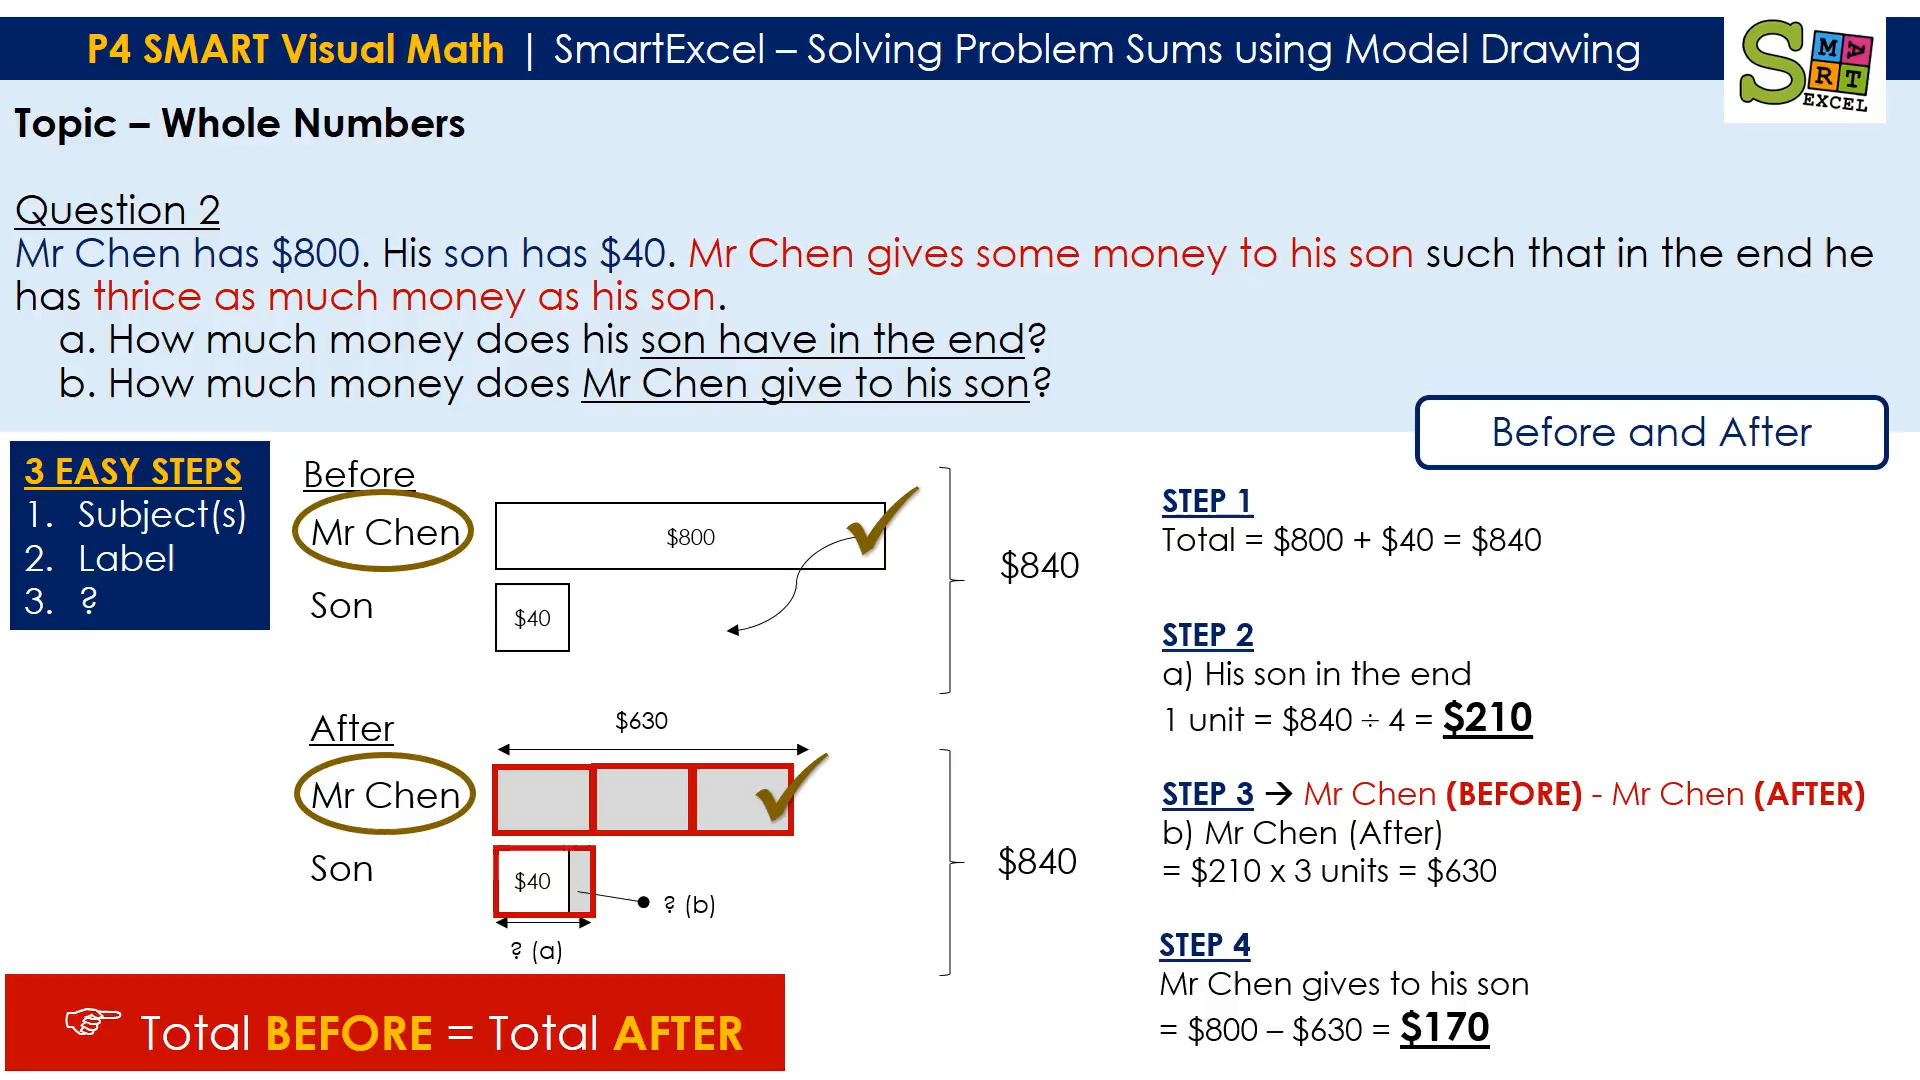 P4 SMART Visual Math | SmartExcel – Solving Problem Sums using Model Drawing
S MART EXCEL
Topic – Whole Numbers
Question 2
Mr Chen has $800. His son has $40. Mr Chen gives some money to his son such that in the end he
has thrice as much money as his son.
a. How much money does his son have in the end?
b. How much money does Mr Chen give to his son?
Before and After
3 EASY STEPS
1. Subject(s)
2. Label
3. ?
Before
Mr Chen
$800
Son
$40
$840
After
$630
Mr Chen
Son
$40
? (b)
? (a)
$840
Total BEFORE = Total AFTER
STEP 1
Total = $800 + $40 = $840
STEP 2
a) His son in the end
1 unit = $840 ÷ 4 = $210
STEP 3 → Mr Chen (BEFORE) - Mr Chen (AFTER)
b) Mr Chen (After)
= $210 x 3 units = $630
STEP 4
Mr Chen gives to his son
= $800 – $630 = $170